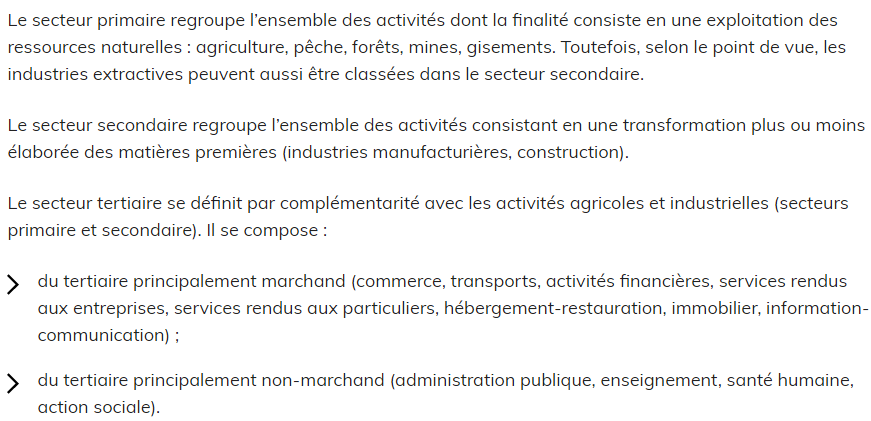 Le secteur primaire regroupe l’ensemble des activités dont la finalité consiste en une exploitation des
ressources naturelles : agriculture, pêche, forêts, mines, gisements. Toutefois, selon le point de vue, les
industries extractives peuvent aussi être classées dans le secteur secondaire.
Le secteur secondaire regroupe l’ensemble des activités consistant en une transformation plus ou moins
élaborée des matières premières (industries manufacturières, construction).
Le secteur tertiaire se définit par complémentarité avec les activités agricoles et industrielles (secteurs
primaire et secondaire). Il se compose :
du tertiaire principalement marchand (commerce, transports, activités financières, services rendus
aux entreprises, services rendus aux particuliers, hébergement-restauration, immobilier, information-
communication) ;
du tertiaire principalement non-marchand (administration publique, enseignement, santé humaine,
action sociale).